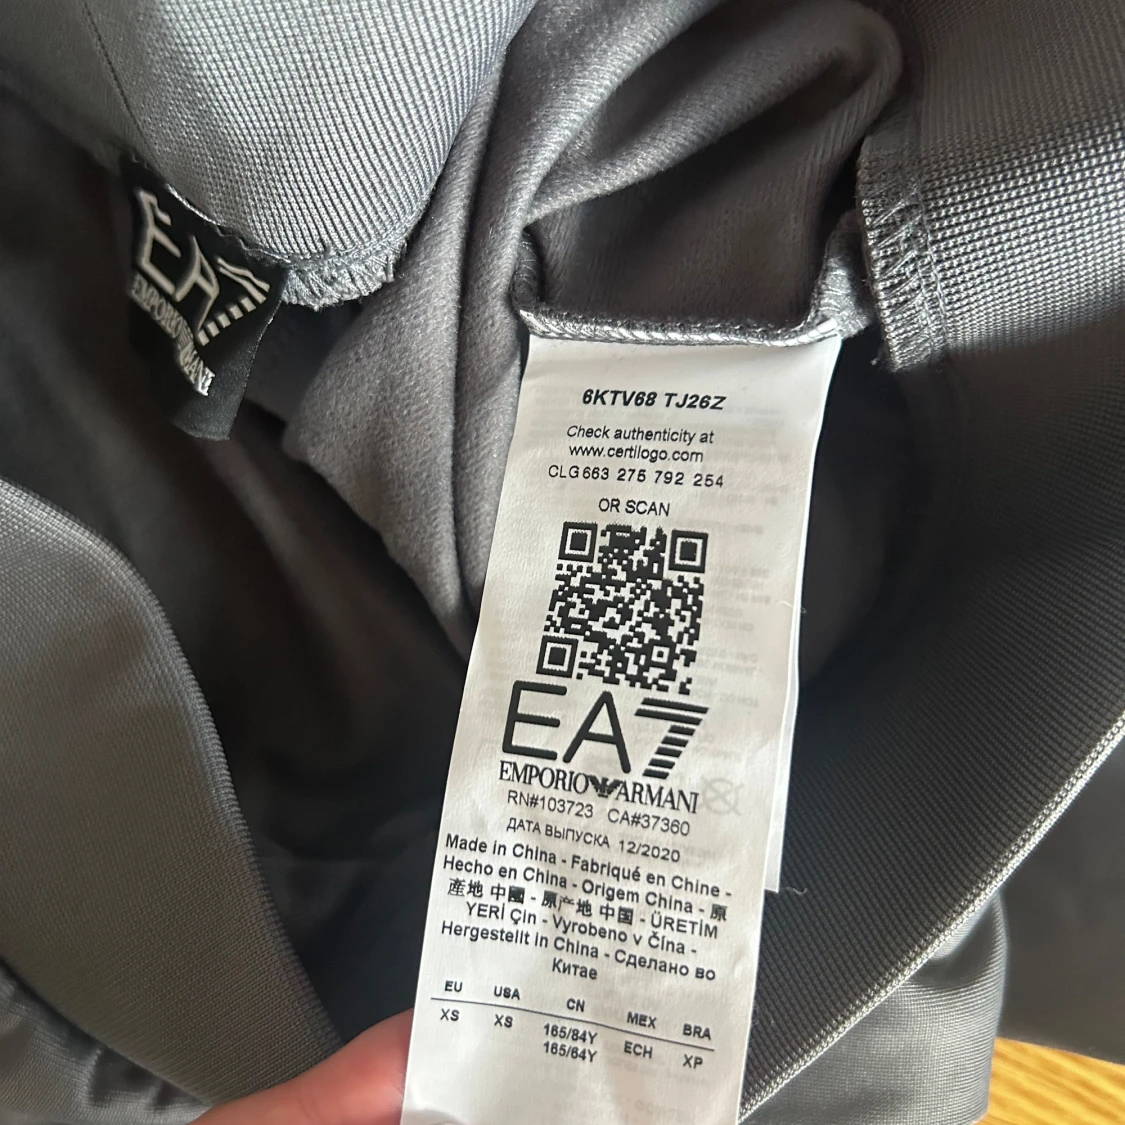 EA7
EMPORIO ARMANI
6KTV68 TJ26Z
Check authenticity at
www.certilogo.com
CLG 663 275 792 254
OR SCAN
EA7
EMPORIO ARMANI
RN#103723 CA#37360
ДАТА ВЫПУСКА 12/2020
Made in China - Fabriqué en Chine -
Hecho en China - Origem China - 原
產地 中國 - 原产地 中国 - ÜRETİM
YERİ Çin - Vyrobeno v Čína -
Hergestellt in China - Сделано во
Китае
EU USA CN MEX BRA
XS XS 165/84Y ECH XP
165/64Y